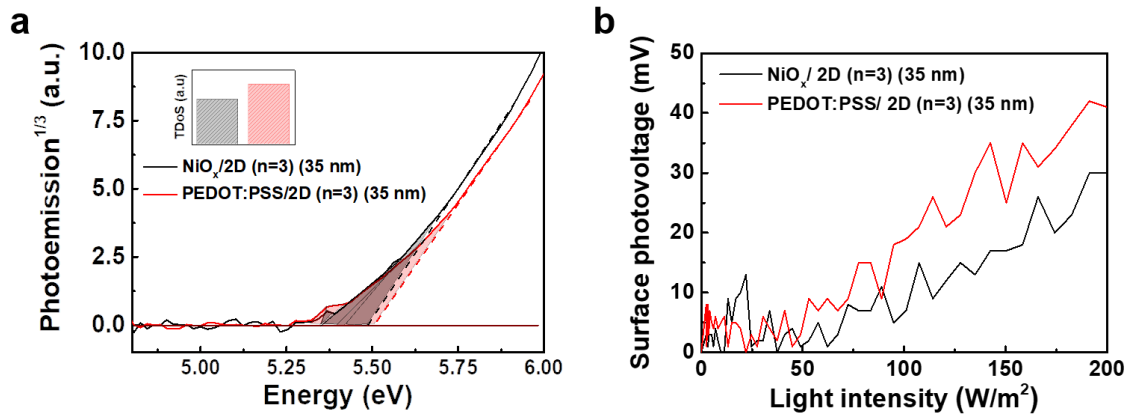 a
Photoemission1/3 (a.u.)
10.0
7.5
5.0
2.5
0.0
TDoS (a.u)
NiOx/2D (n=3) (35 nm)
PEDOT:PSS/2D (n=3) (35 nm)
5.00 5.25 5.50 5.75 6.00
Energy (eV)
b
Surface photovoltage (mV)
50
40
30
20
10
0
NiOx/ 2D (n=3) (35 nm)
PEDOT:PSS/ 2D (n=3) (35 nm)
0 50 100 150 200
Light intensity (W/m2)